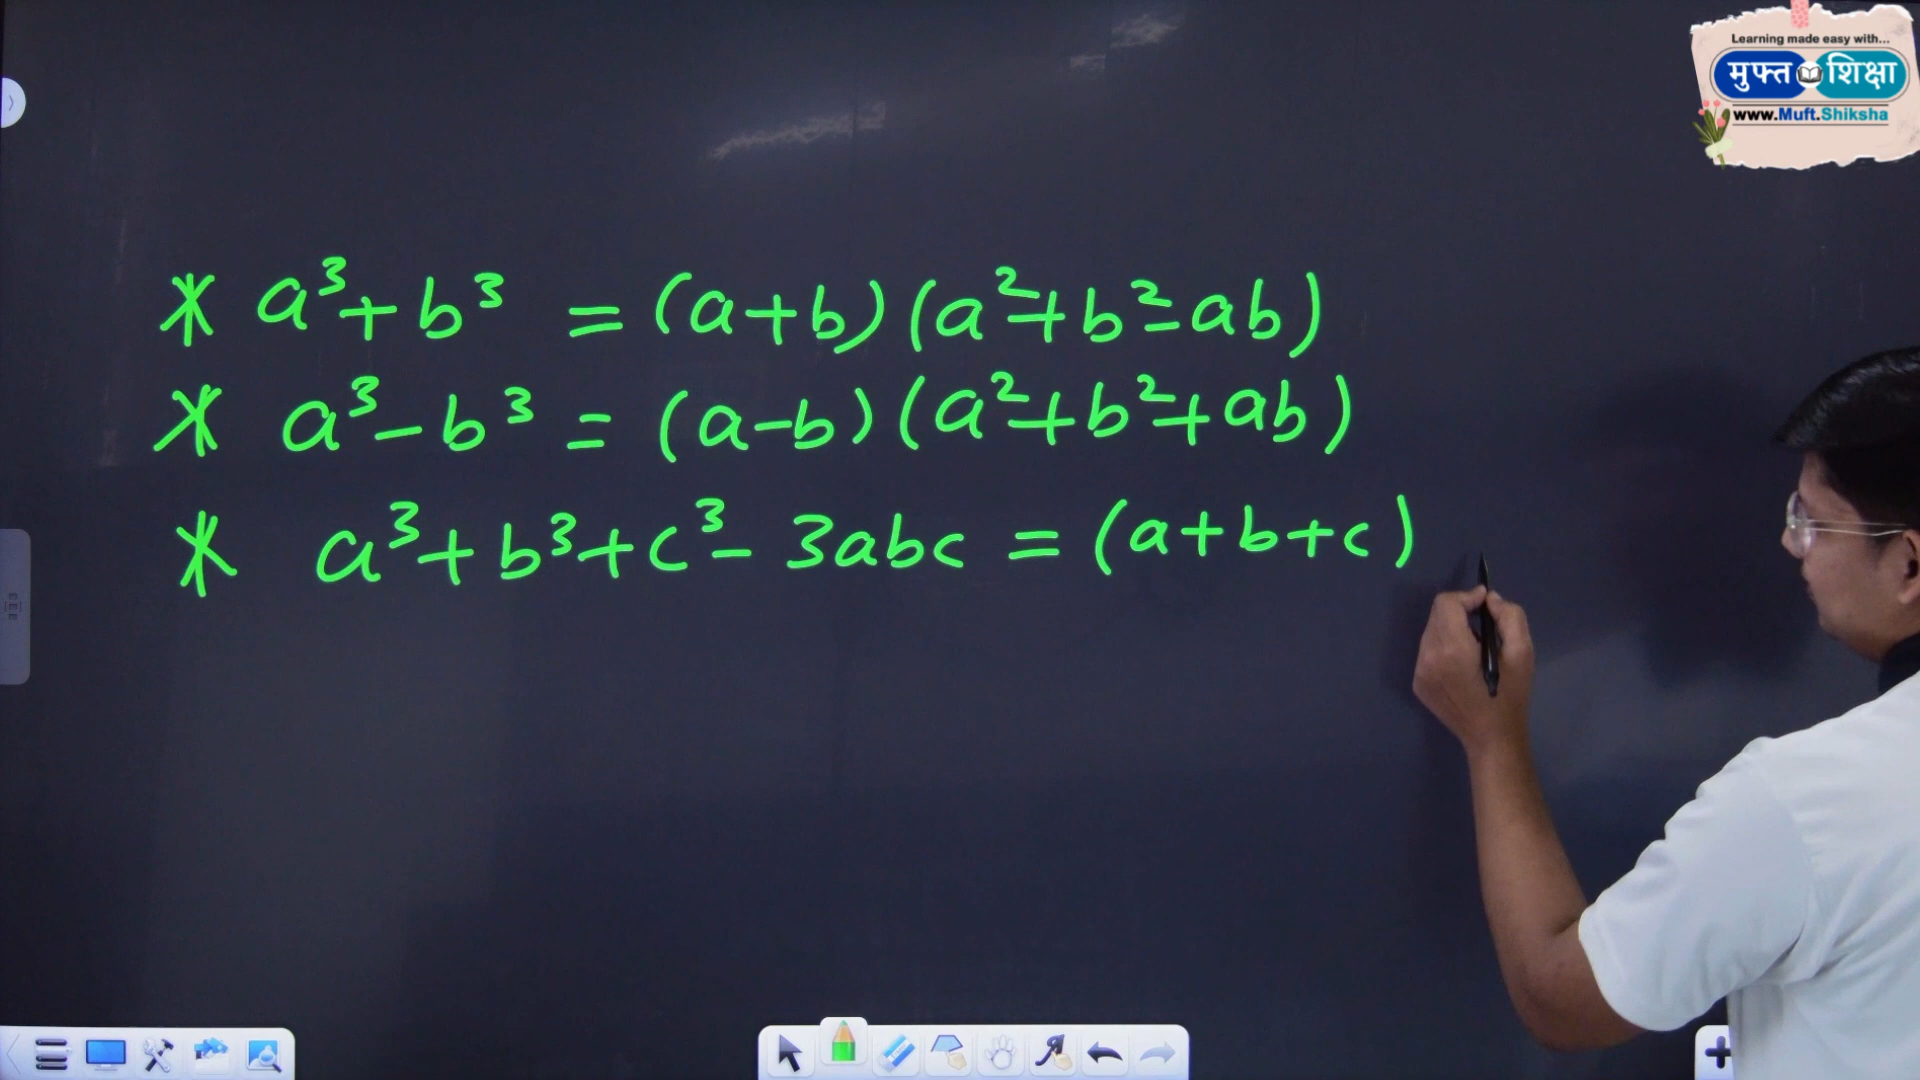 Learning made easy with...
मुफ्त शिक्षा
www.Muft.Shiksha
* a³+b³ = (a+b)(a²+b²-ab)
* a³-b³ = (a-b)(a²+b²+ab)
* a³+b³+c³- 3abc = (a+b+c)